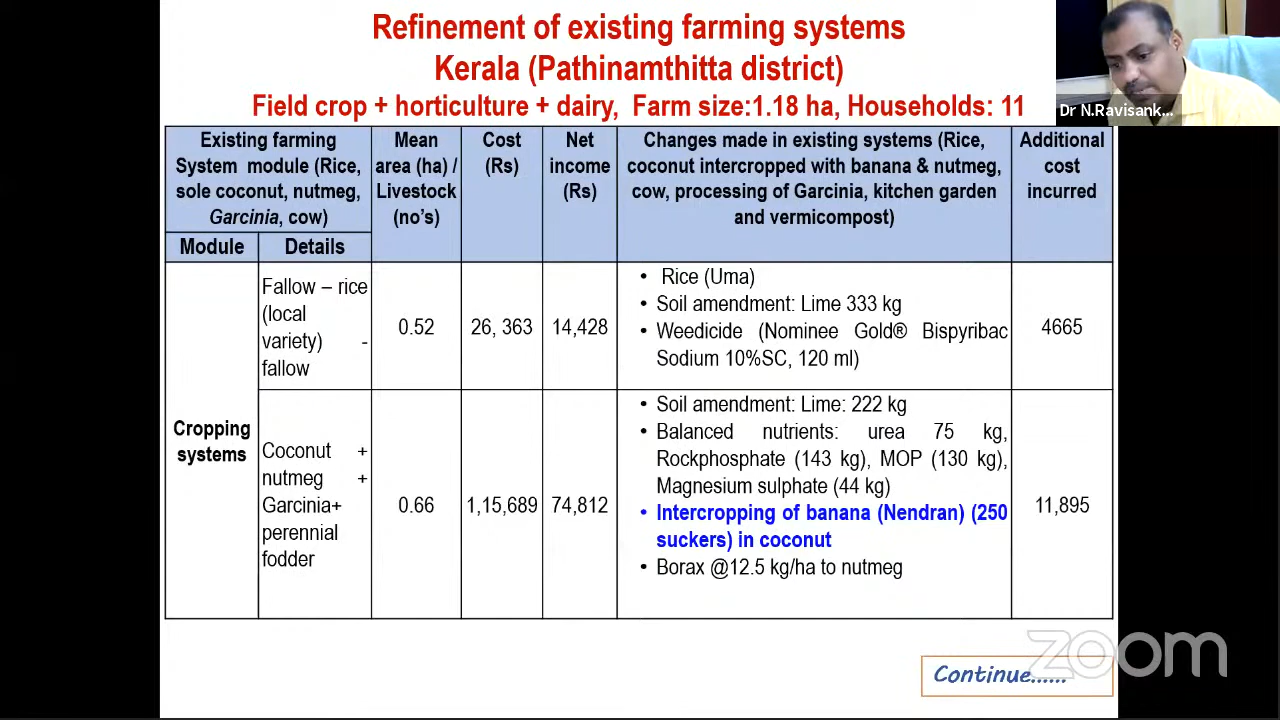 Refinement of existing farming systems
Kerala (Pathinamthitta district)
Field crop + horticulture + dairy, Farm size:1.18 ha, Households: 11
Dr N.Ravisank...
Existing farming
System module (Rice,
sole coconut, nutmeg,
Garcinia, cow)
Mean
area (ha) /
Livestock
(no's)
Cost
(Rs)
Net
income
(Rs)
Changes made in existing systems (Rice,
coconut intercropped with banana & nutmeg,
cow, processing of Garcinia, kitchen garden
and vermicompost)
Additional
cost
incurred
Module
Details
Cropping
systems
Fallow – rice
(local
variety) -
fallow
0.52
26, 363
14,428
• Rice (Uma)
• Soil amendment: Lime 333 kg
• Weedicide (Nominee Gold® Bispyribac
Sodium 10%SC, 120 ml)
4665
Coconut +
nutmeg +
Garcinia+
perennial
fodder
0.66
1,15,689
74,812
• Soil amendment: Lime: 222 kg
• Balanced nutrients: urea 75 kg,
Rockphosphate (143 kg), MOP (130 kg),
Magnesium sulphate (44 kg)
• Intercropping of banana (Nendran) (250
suckers) in coconut
• Borax @12.5 kg/ha to nutmeg
11,895
Continue......
zoom